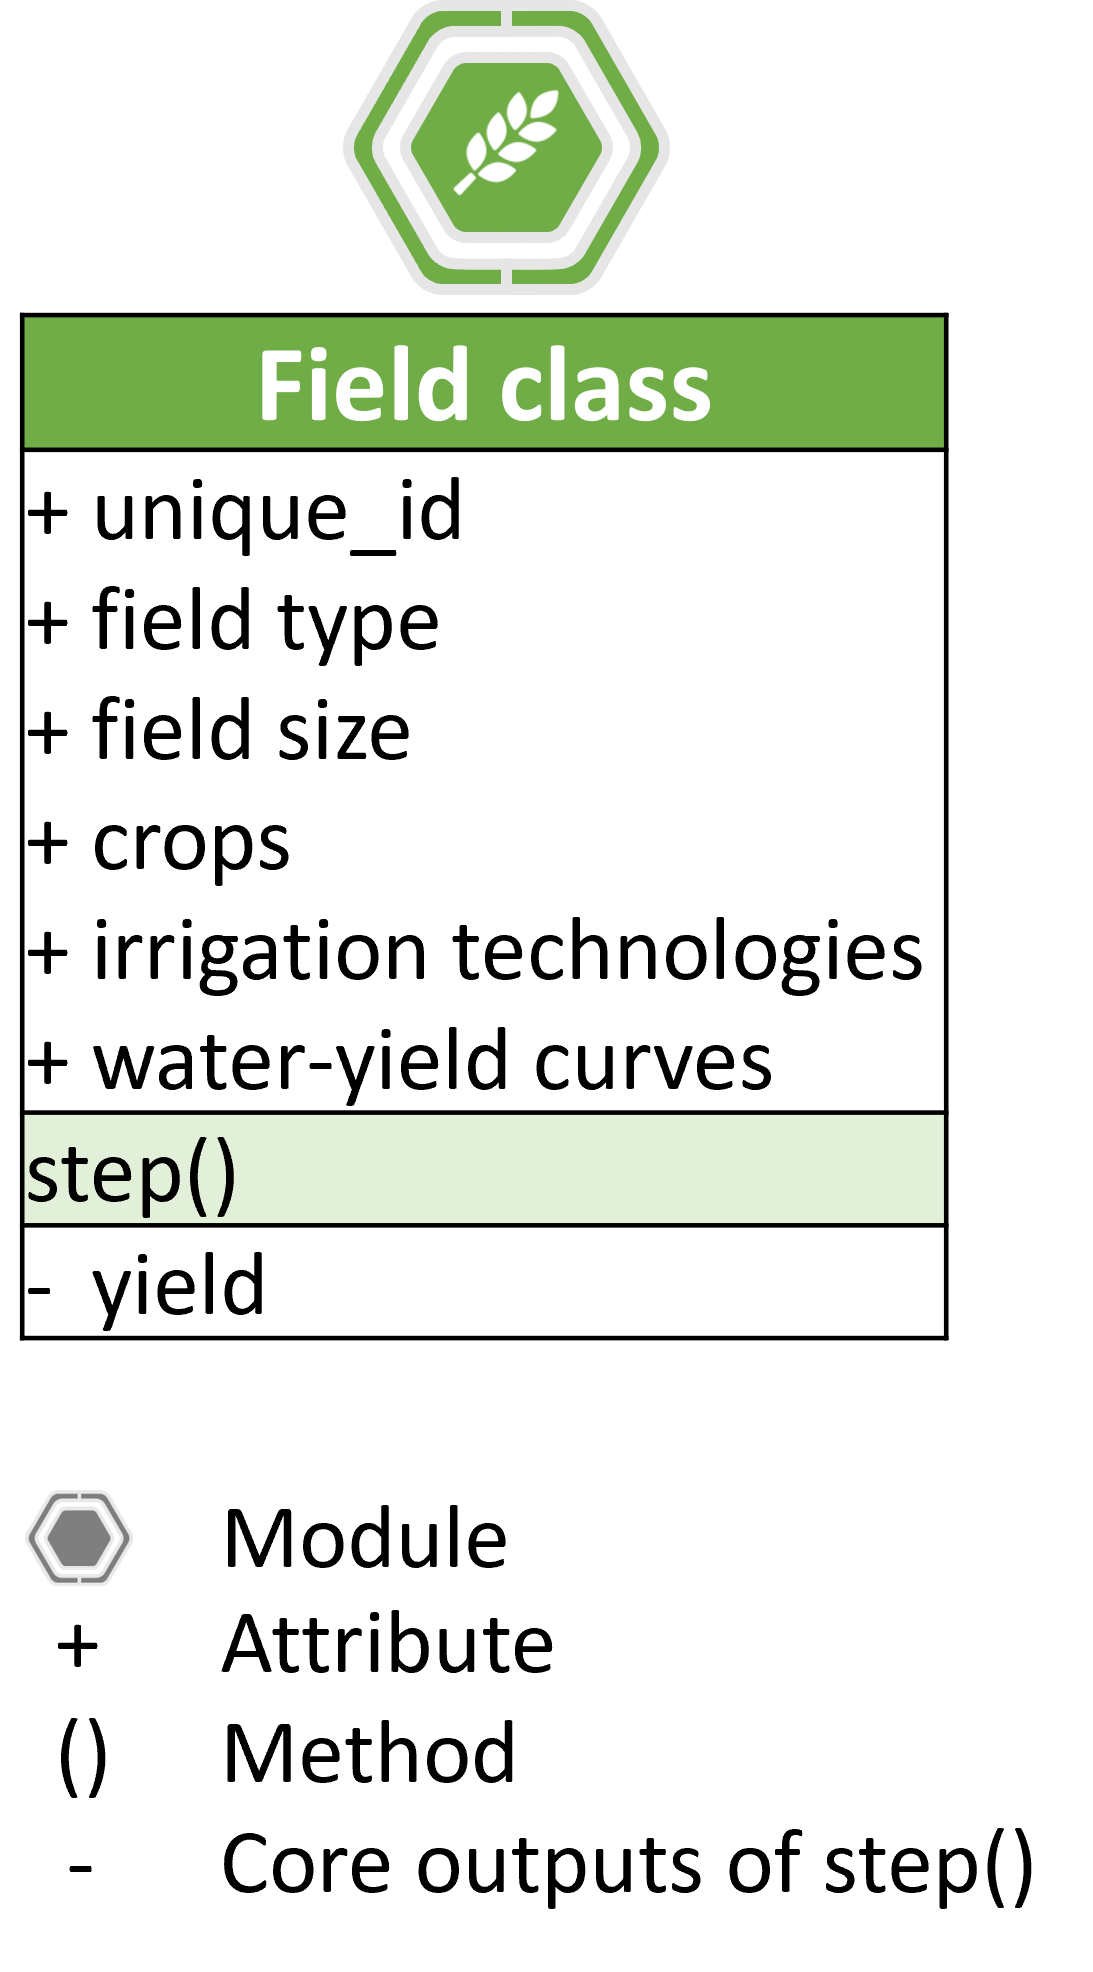 Field class
+ unique_id
+ field type
+ field size
+ crops
+ irrigation technologies
+ water-yield curves
step()
- yield
Module
+ Attribute
() Method
- Core outputs of step()